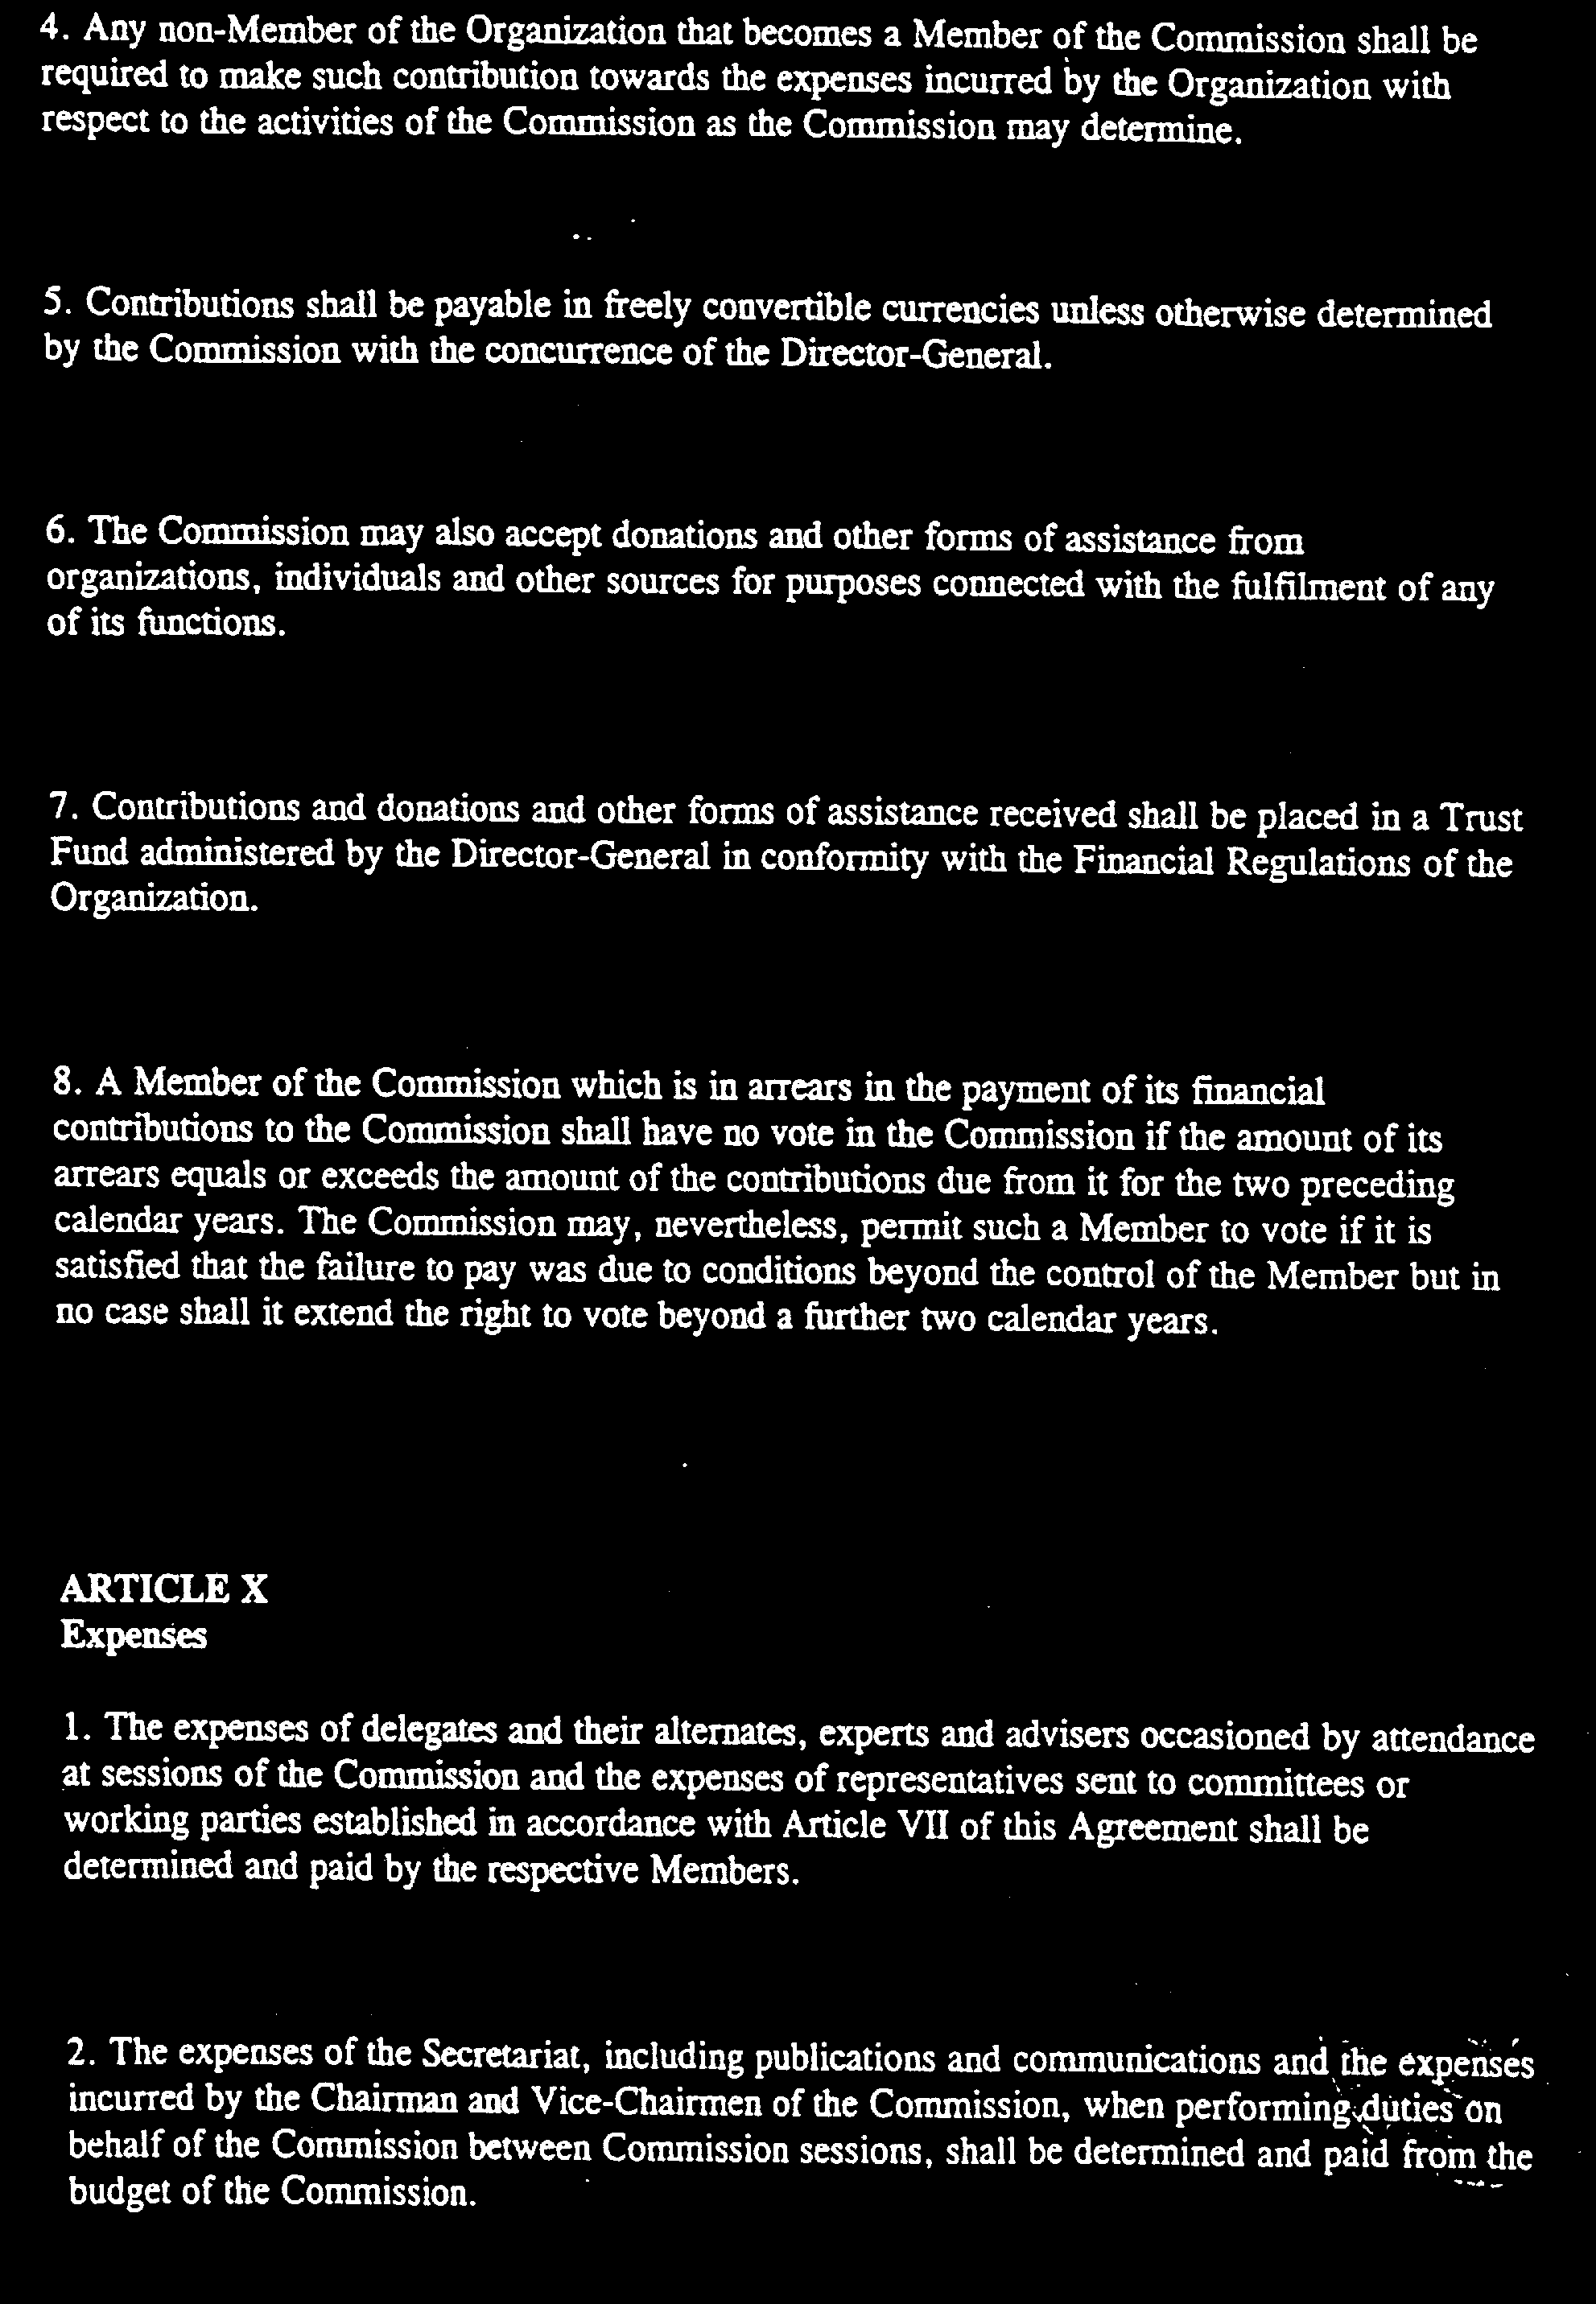 4. Any non-Member of the Organization that becomes a Member of the Commission shall be
required to make such contribution towards the expenses incurred by the Organization with
respect to the activities of the Commission as the Commission may determine.
5. Contributions shall be payable in freely convertible currencies unless otherwise determined
by the Commission with the concurrence of the Director-General.
6. The Commission may also accept donations and other forms of assistance from
organizations, individuals and other sources for purposes connected with the fulfilment of any
of its functions.
7. Contributions and donations and other forms of assistance received shall be placed in a Trust
Fund administered by the Director-General in conformity with the Financial Regulations of the
Organization.
8. A Member of the Commission which is in arrears in the payment of its financial
contributions to the Commission shall have no vote in the Commission if the amount of its
arrears equals or exceeds the amount of the contributions due from it for the two preceding
calendar years. The Commission may, nevertheless, permit such a Member to vote if it is
satisfied that the failure to pay was due to conditions beyond the control of the Member but in
no case shall it extend the right to vote beyond a further two calendar years.
ARTICLE X
Expenses
1. The expenses of delegates and their alternates, experts and advisers occasioned by attendance
at sessions of the Commission and the expenses of representatives sent to committees or
working parties established in accordance with Article VII of this Agreement shall be
determined and paid by the respective Members.
2. The expenses of the Secretariat, including publications and communications and the expenses
incurred by the Chairman and Vice-Chairmen of the Commission, when performing duties on
behalf of the Commission between Commission sessions, shall be determined and paid from the
budget of the Commission.